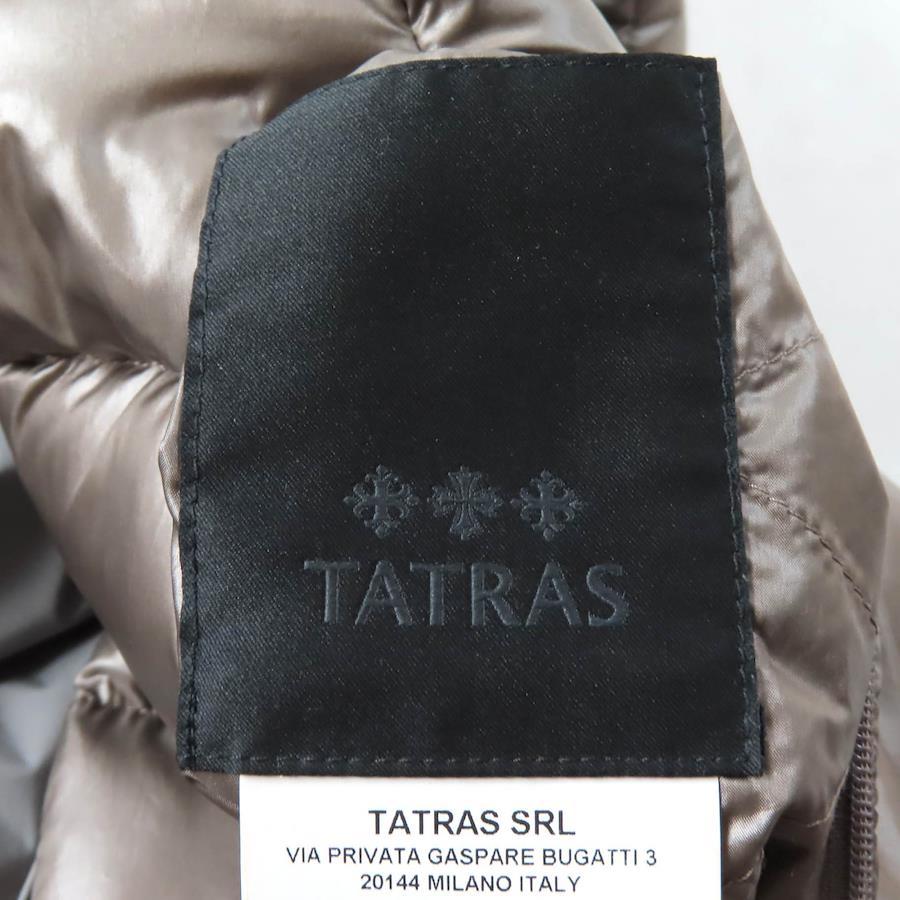 TATRAS
TATRAS SRL
VIA PRIVATA GASPARE BUGATTI 3
20144 MILANO ITALY